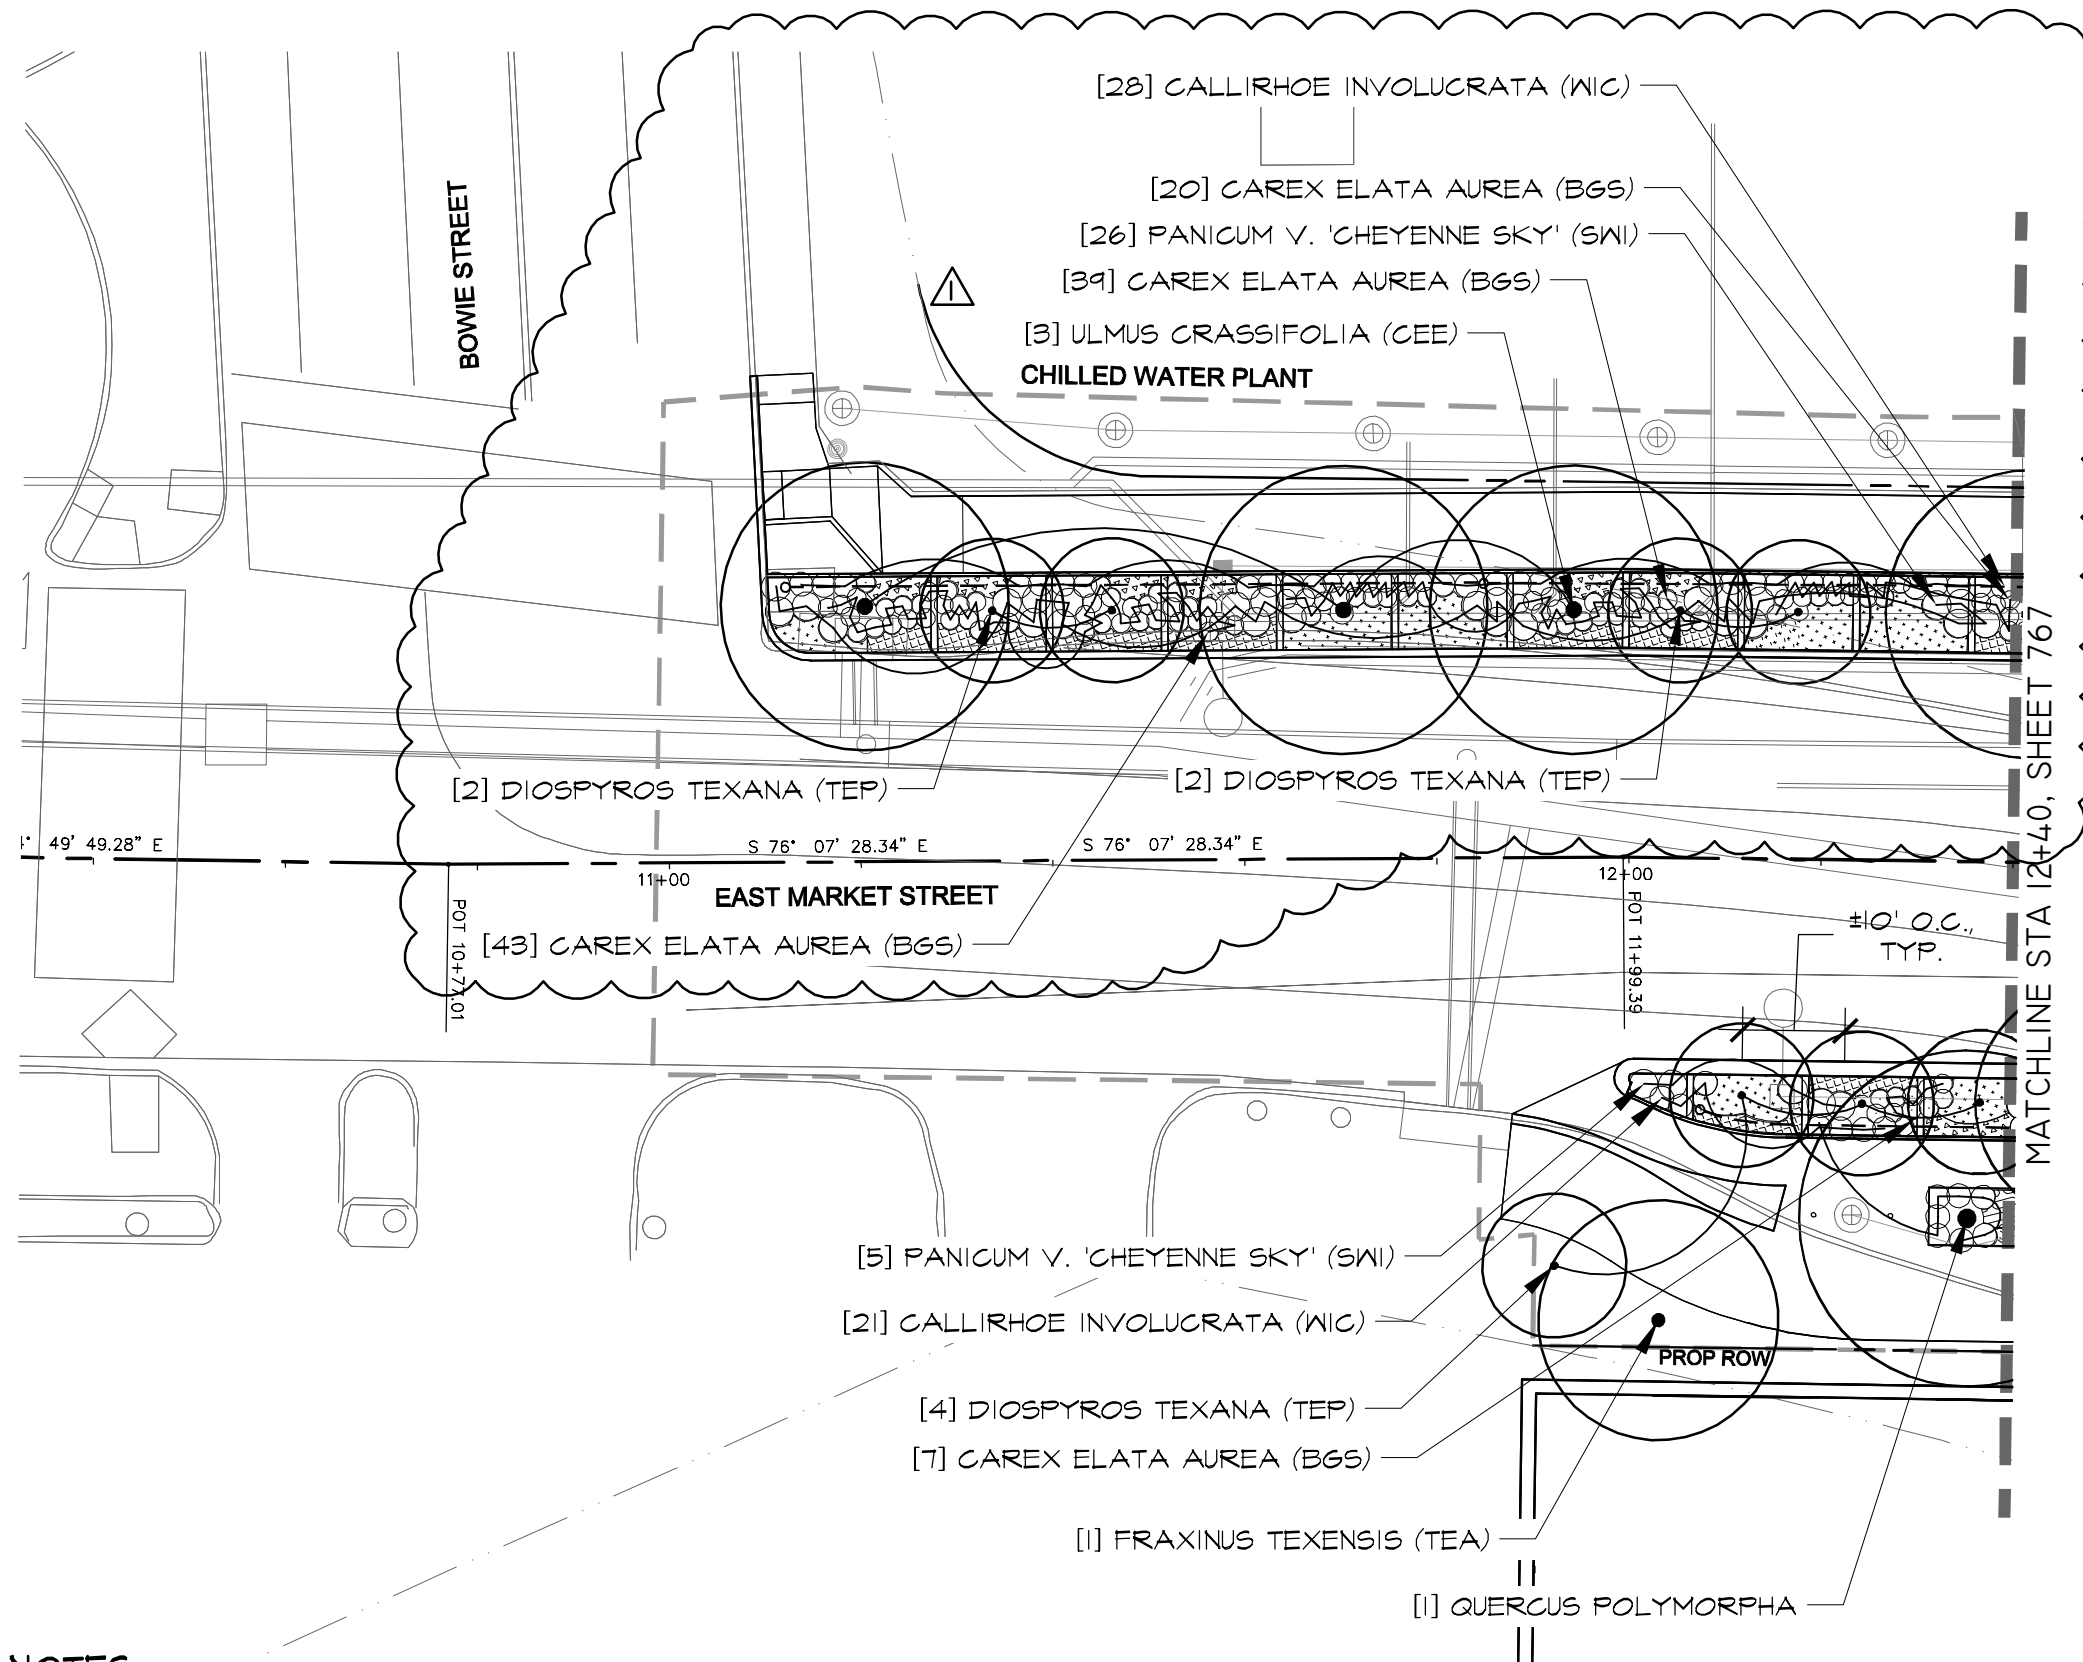 [28] CALLIRHOE INVOLUCRATA (WIC)
[20] CAREX ELATA AUREA (BGS)
[26] PANICUM V. 'CHEYENNE SKY' (SWI)
[39] CAREX ELATA AUREA (BGS)
[3] ULMUS CRASSIFOLIA (CEE)
CHILLED WATER PLANT
BOWIE STREET
1
[2] DIOSPYROS TEXANA (TEP)
[2] DIOSPYROS TEXANA (TEP)
49' 49.28" E
S 76° 07' 28.34" E
S 76° 07' 28.34" E
11+00
12+00
EAST MARKET STREET
POT 10+77.01
POT 11+99.39
[43] CAREX ELATA AUREA (BGS)
±10' O.C.,
TYP.
MATCHLINE STA 12+40, SHEET 767
[5] PANICUM V. 'CHEYENNE SKY' (SWI)
[21] CALLIRHOE INVOLUCRATA (WIC)
PROP ROW
[4] DIOSPYROS TEXANA (TEP)
[7] CAREX ELATA AUREA (BGS)
[1] FRAXINUS TEXENSIS (TEA)
[1] QUERCUS POLYMORPHA
NOTES